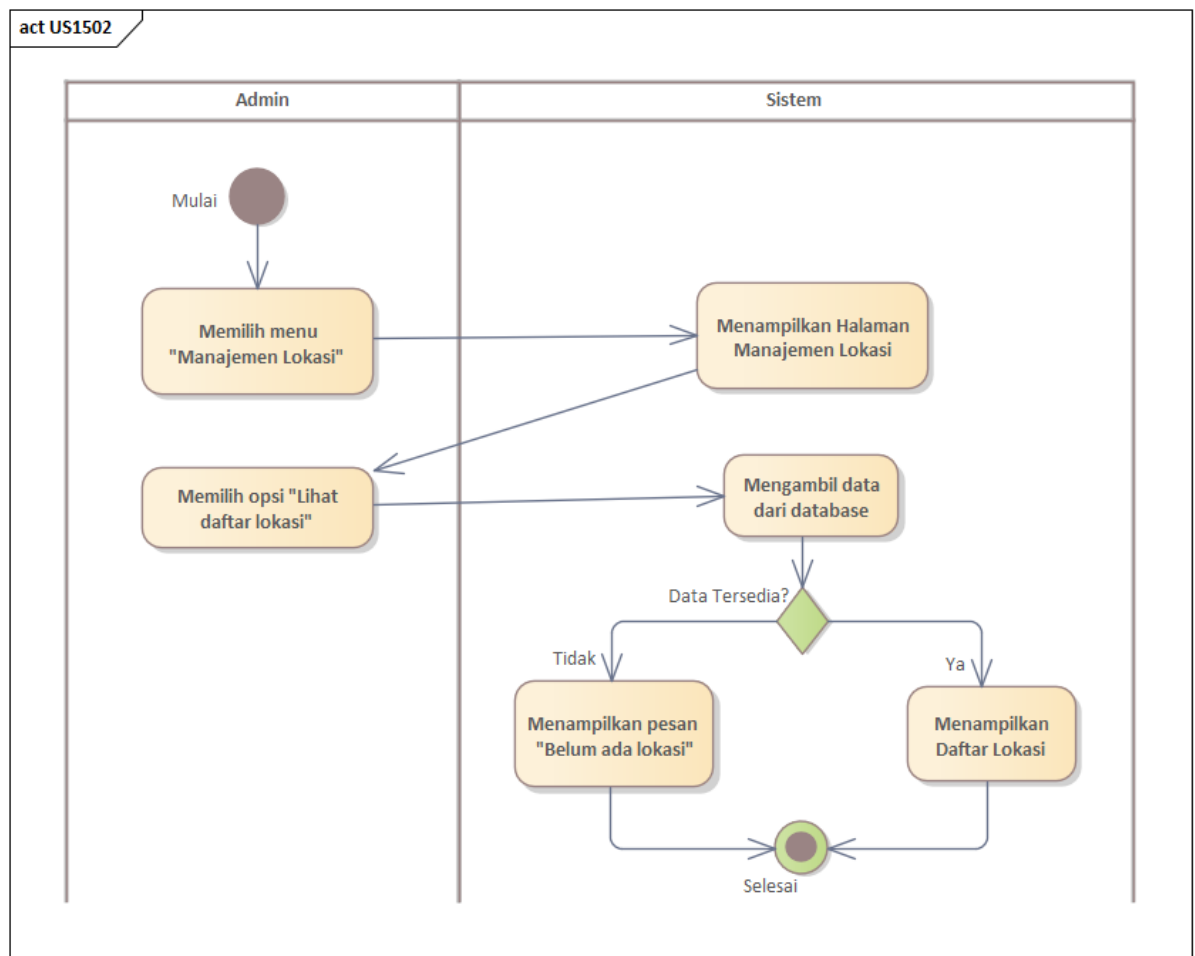 act US1502
Admin
Sistem
Mulai
Memilih menu
"Manajemen Lokasi"
Menampilkan Halaman
Manajemen Lokasi
Memilih opsi "Lihat
daftar lokasi"
Mengambil data
dari database
Data Tersedia?
Tidak
Ya
Menampilkan pesan
"Belum ada lokasi"
Menampilkan
Daftar Lokasi
Selesai